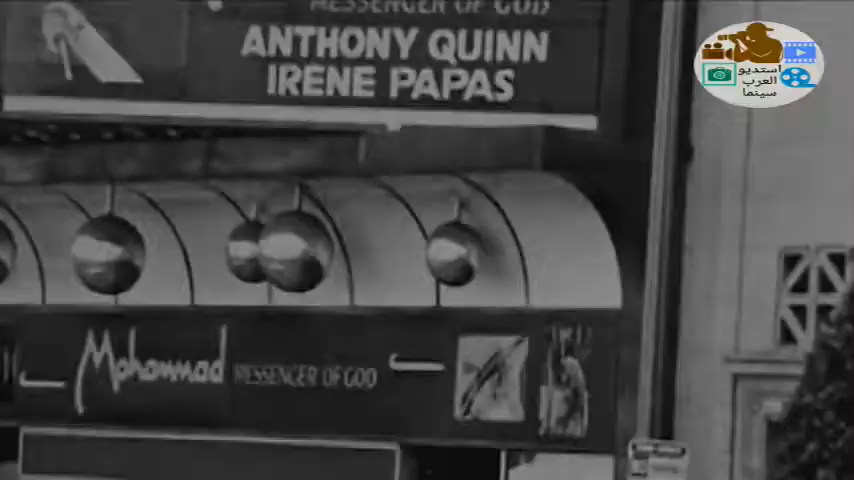 MESSENGER OF GOD
ANTHONY QUINN
IRENE PAPAS
استديو
العرب
سينما
Mohammad MESSENGER OF GOD